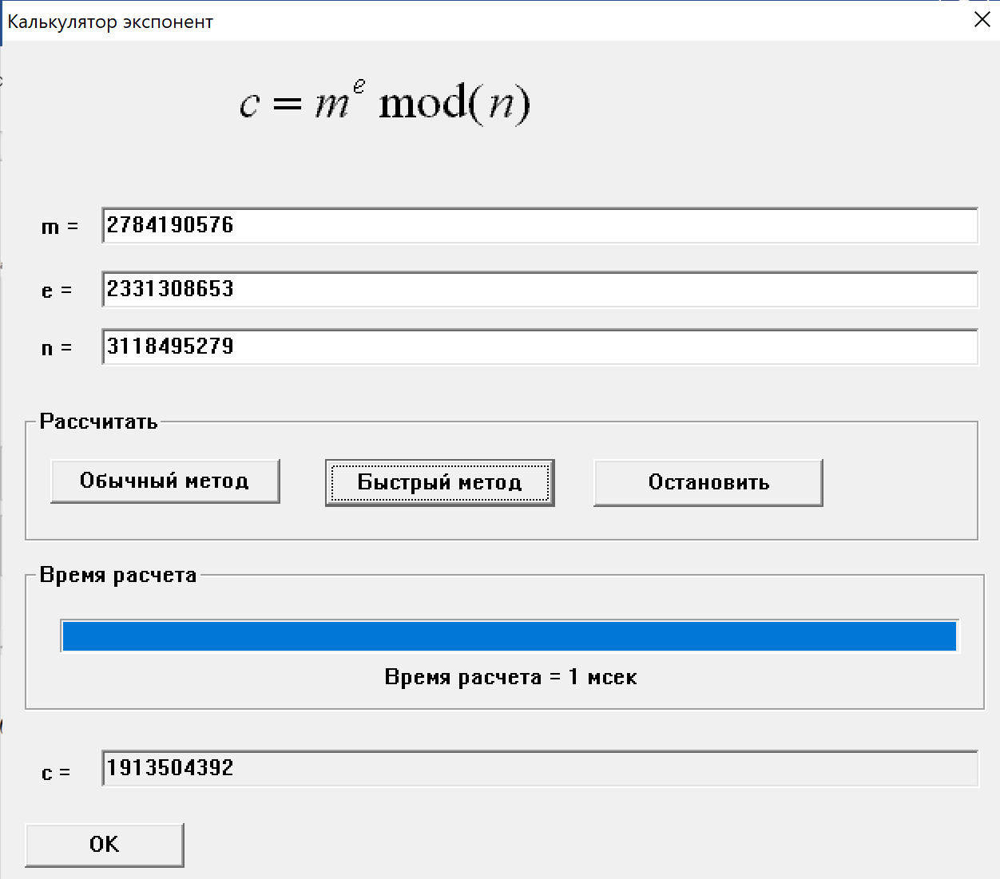 Калькулятор экспонент
c = m^e mod(n)
m = 2784190576
e = 2331308653
n = 3118495279
Рассчитать
Обычный метод Быстрый метод Остановить
Время расчета
Время расчета = 1 мсек
c = 1913504392
OK